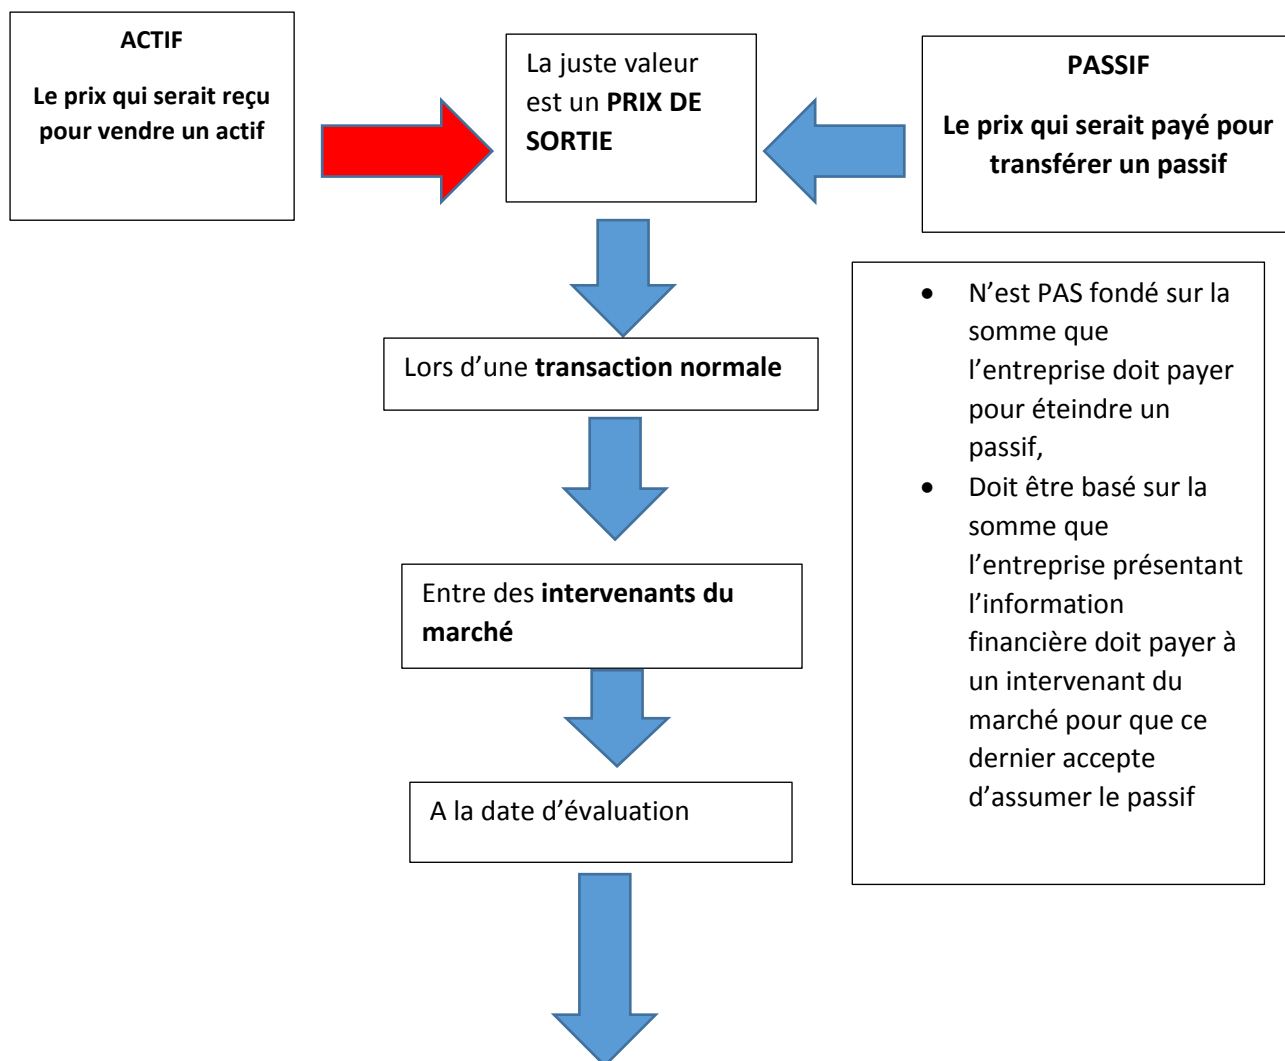 ACTIF
Le prix qui serait reçu
pour vendre un actif
La juste valeur
est un PRIX DE
SORTIE
PASSIF
Le prix qui serait payé pour
transférer un passif
Lors d’une transaction normale
Entre des intervenants du
marché
A la date d’évaluation
• N’est PAS fondé sur la
somme que
l’entreprise doit payer
pour éteindre un
passif,
• Doit être basé sur la
somme que
l’entreprise présentant
l’information
financière doit payer à
un intervenant du
marché pour que ce
dernier accepte
d’assumer le passif